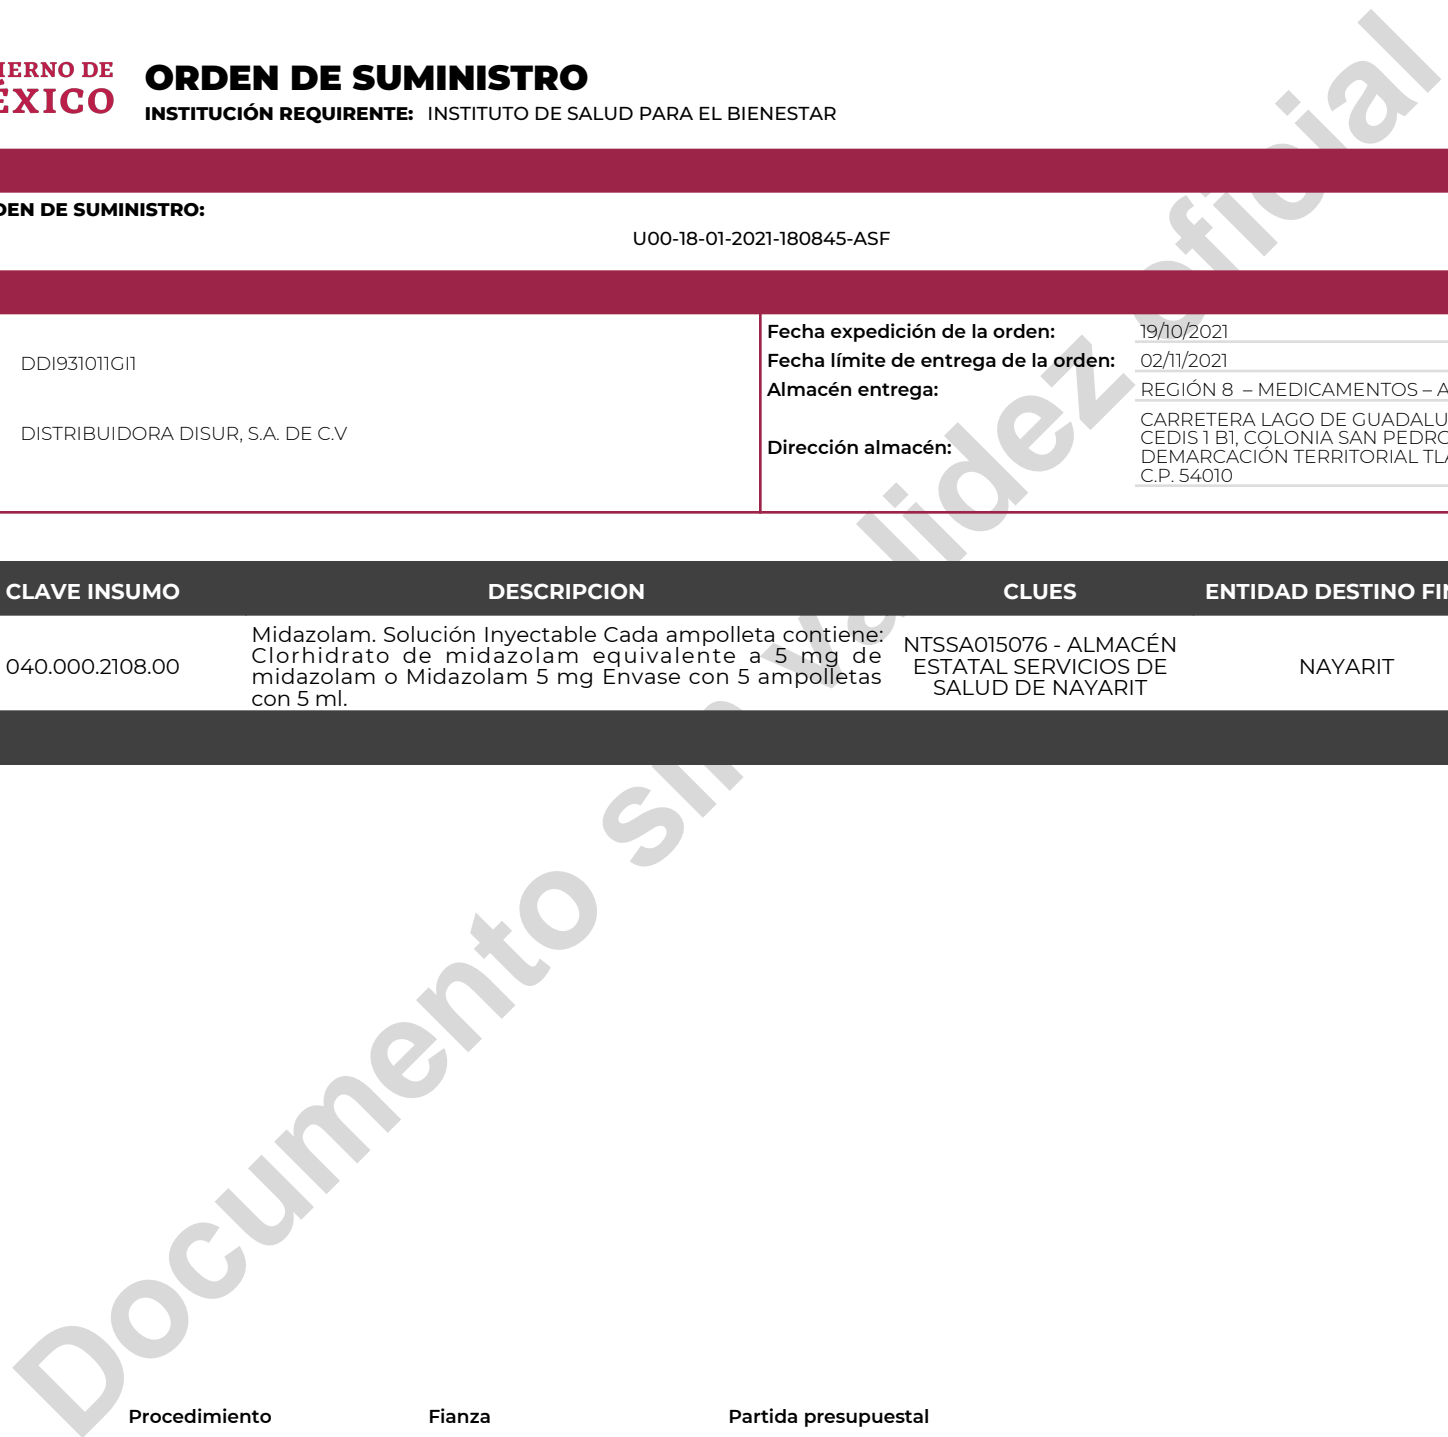 IERNO DE
ÉXICO
ORDEN DE SUMINISTRO
INSTITUCIÓN REQUIRENTE: INSTITUTO DE SALUD PARA EL BIENESTAR
DEN DE SUMINISTRO:
U00-18-01-2021-180845-ASF
DDI931011GI1
DISTRIBUIDORA DISUR, S.A. DE C.V
Fecha expedición de la orden: 19/10/2021
Fecha límite de entrega de la orden: 02/11/2021
Almacén entrega: REGIÓN 8 – MEDICAMENTOS – A
Dirección almacén:
CARRETERA LAGO DE GUADALU
CEDIS 1 B1, COLONIA SAN PEDRO
DEMARCACIÓN TERRITORIAL TLA
C.P. 54010
CLAVE INSUMO DESCRIPCION CLUES ENTIDAD DESTINO FIN
040.000.2108.00
Midazolam. Solución Inyectable Cada ampolleta contiene:
Clorhidrato de midazolam equivalente a 5 mg de
midazolam o Midazolam 5 mg Envase con 5 ampolletas
con 5 ml.
NTSSA015076 - ALMACÉN
ESTATAL SERVICIOS DE
SALUD DE NAYARIT
NAYARIT
Documento sin validez oficial
Procedimiento Fianza Partida presupuestal